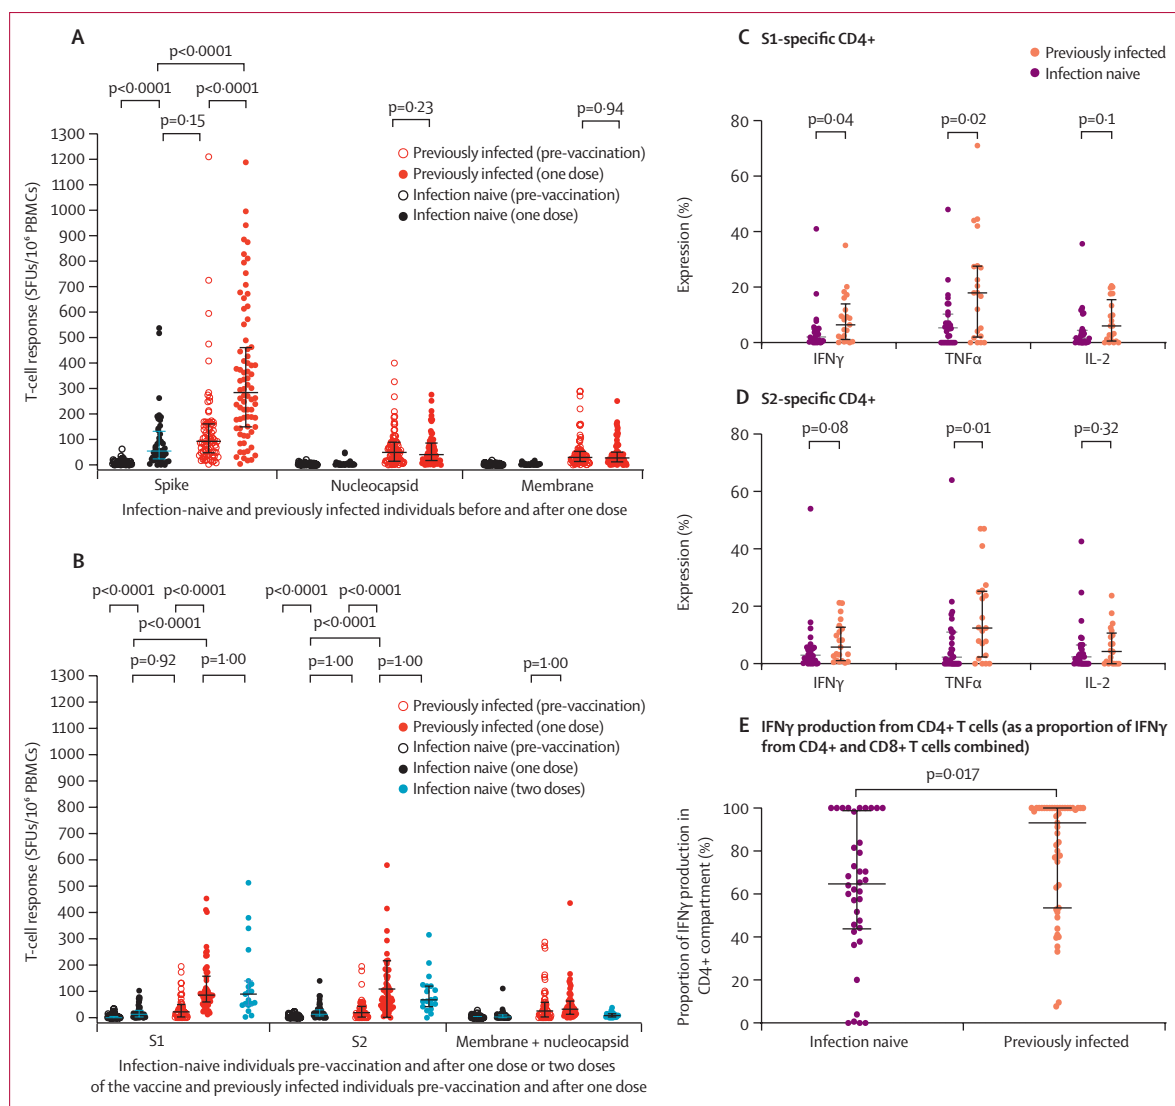 A
p<0·0001
p<0·0001
p<0·0001
p=0·15
p=0·23
p=0·94
1300
1200
1100
1000
900
800
700
600
500
400
300
200
100
0
T-cell response (SFUs/10⁶ PBMCs)
Previously infected (pre-vaccination)
Previously infected (one dose)
Infection naive (pre-vaccination)
Infection naive (one dose)
Spike
Nucleocapsid
Membrane
Infection-naive and previously infected individuals before and after one dose
B
p<0·0001
p<0·0001
p<0·0001
p=0·92
p=1·00
p<0·0001
p<0·0001
p<0·0001
p=1·00
p=1·00
p=1·00
1300
1200
1100
1000
900
800
700
600
500
400
300
200
100
0
T-cell response (SFUs/10⁶ PBMCs)
Previously infected (pre-vaccination)
Previously infected (one dose)
Infection naive (pre-vaccination)
Infection naive (one dose)
Infection naive (two doses)
S1
S2
Membrane + nucleocapsid
Infection-naive individuals pre-vaccination and after one dose or two doses
of the vaccine and previously infected individuals pre-vaccination and after one dose
C S1-specific CD4+
Previously infected
Infection naive
p=0·04
p=0·02
p=0·1
80
60
40
20
0
Expression (%)
IFNγ
TNFα
IL-2
D S2-specific CD4+
p=0·08
p=0·01
p=0·32
80
60
40
20
0
Expression (%)
IFNγ
TNFα
IL-2
E IFNγ production from CD4+ T cells (as a proportion of IFNγ
from CD4+ and CD8+ T cells combined)
p=0·017
100
80
60
40
20
0
Proportion of IFNγ production in
CD4+ compartment (%)
Infection naive
Previously infected